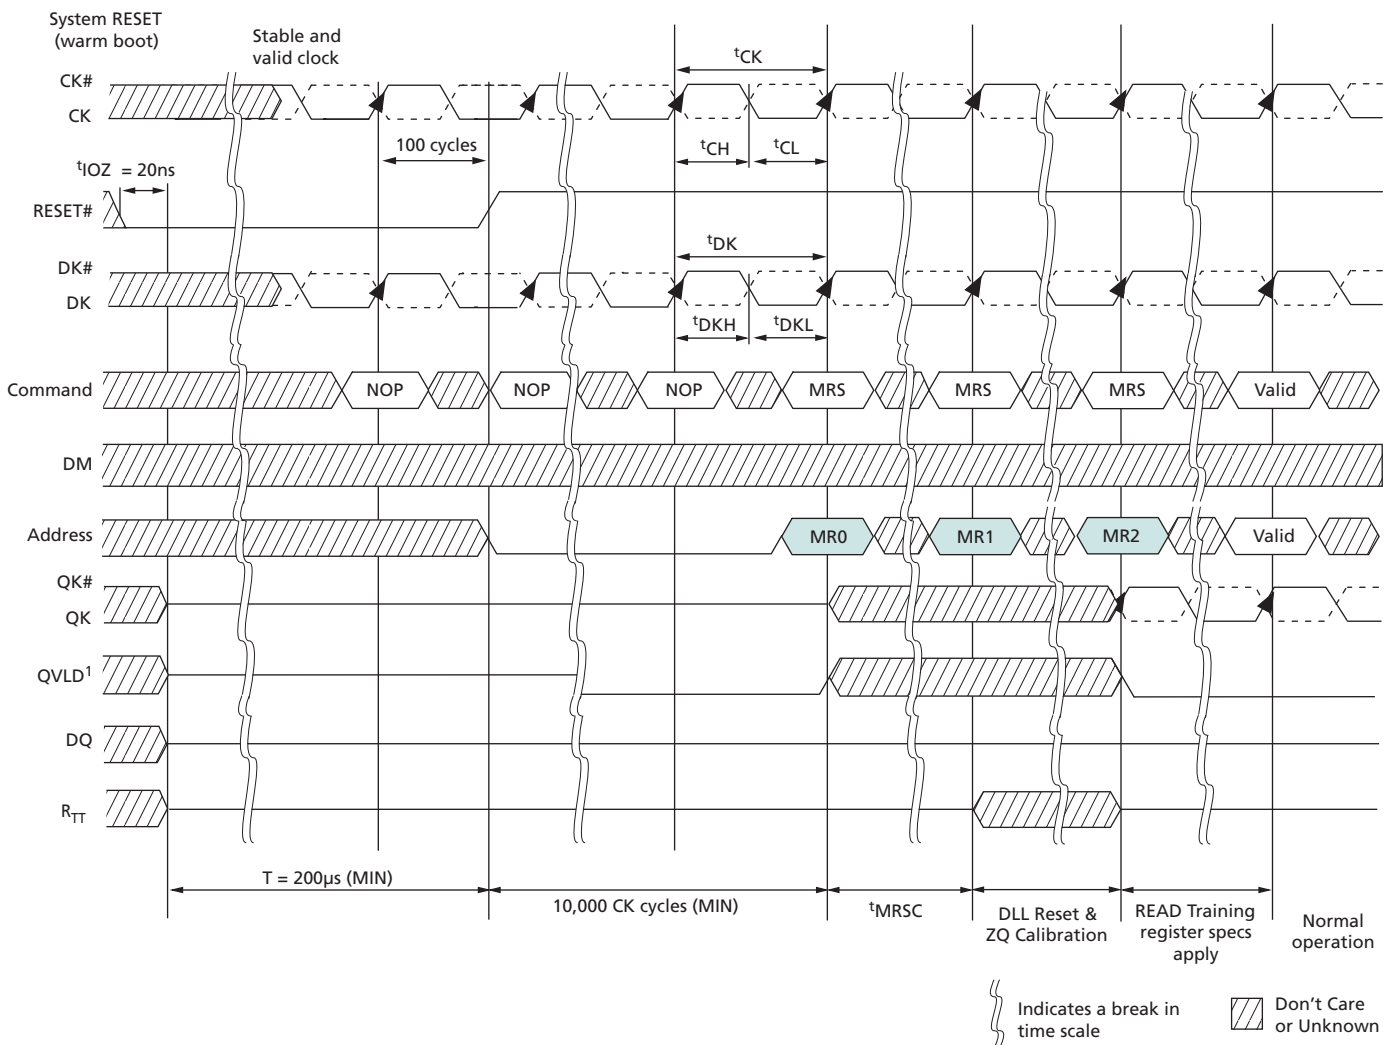 System RESET
(warm boot)
Stable and
valid clock
CK#
CK
tCK
100 cycles
tCH
tCL
tIOZ = 20ns
RESET#
DK#
DK
tDK
tDKH
tDKL
Command
NOP
NOP
NOP
MRS
MRS
MRS
Valid
DM
Address
MR0
MR1
MR2
Valid
QK#
QK
QVLD1
DQ
RTT
T = 200µs (MIN)
10,000 CK cycles (MIN)
tMRSC
DLL Reset &
ZQ Calibration
READ Training
register specs
apply
Normal
operation
Indicates a break in
time scale
Don't Care
or Unknown